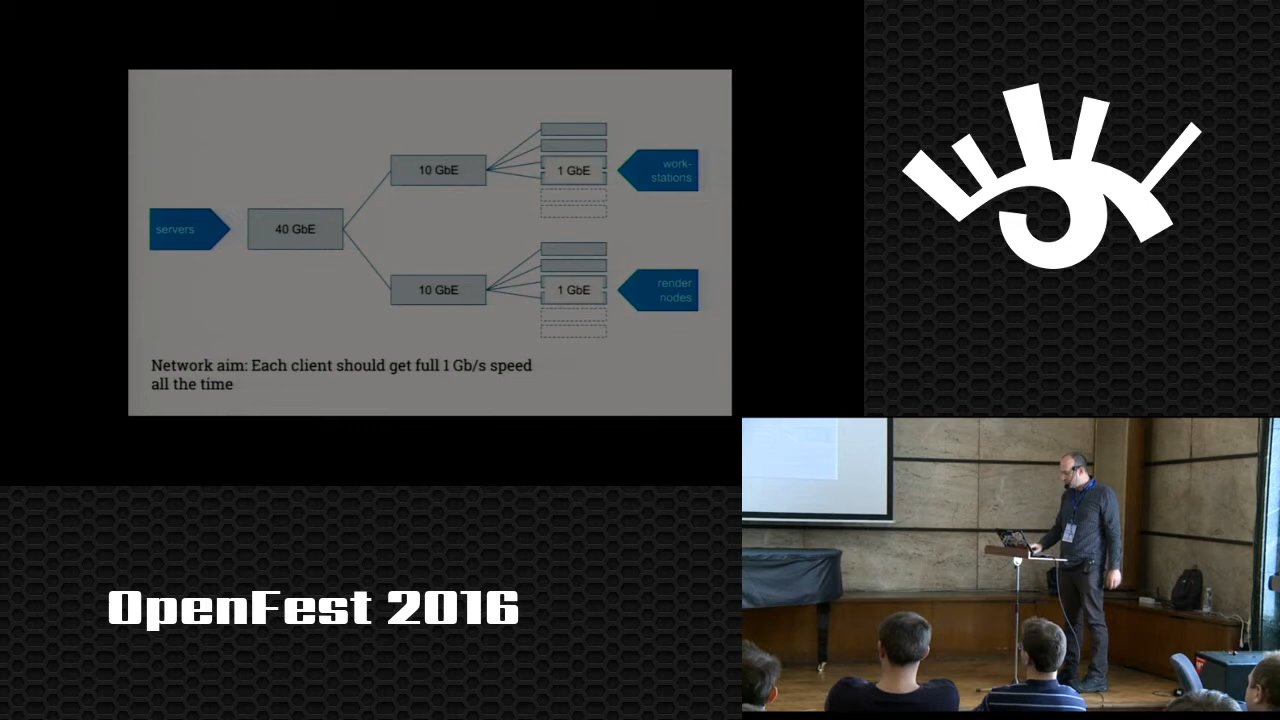 10 GbE
1 GbE
work-
stations
servers
40 GbE
10 GbE
1 GbE
render
nodes
Network aim: Each client should get full 1 Gb/s speed
all the time
OpenFest 2016